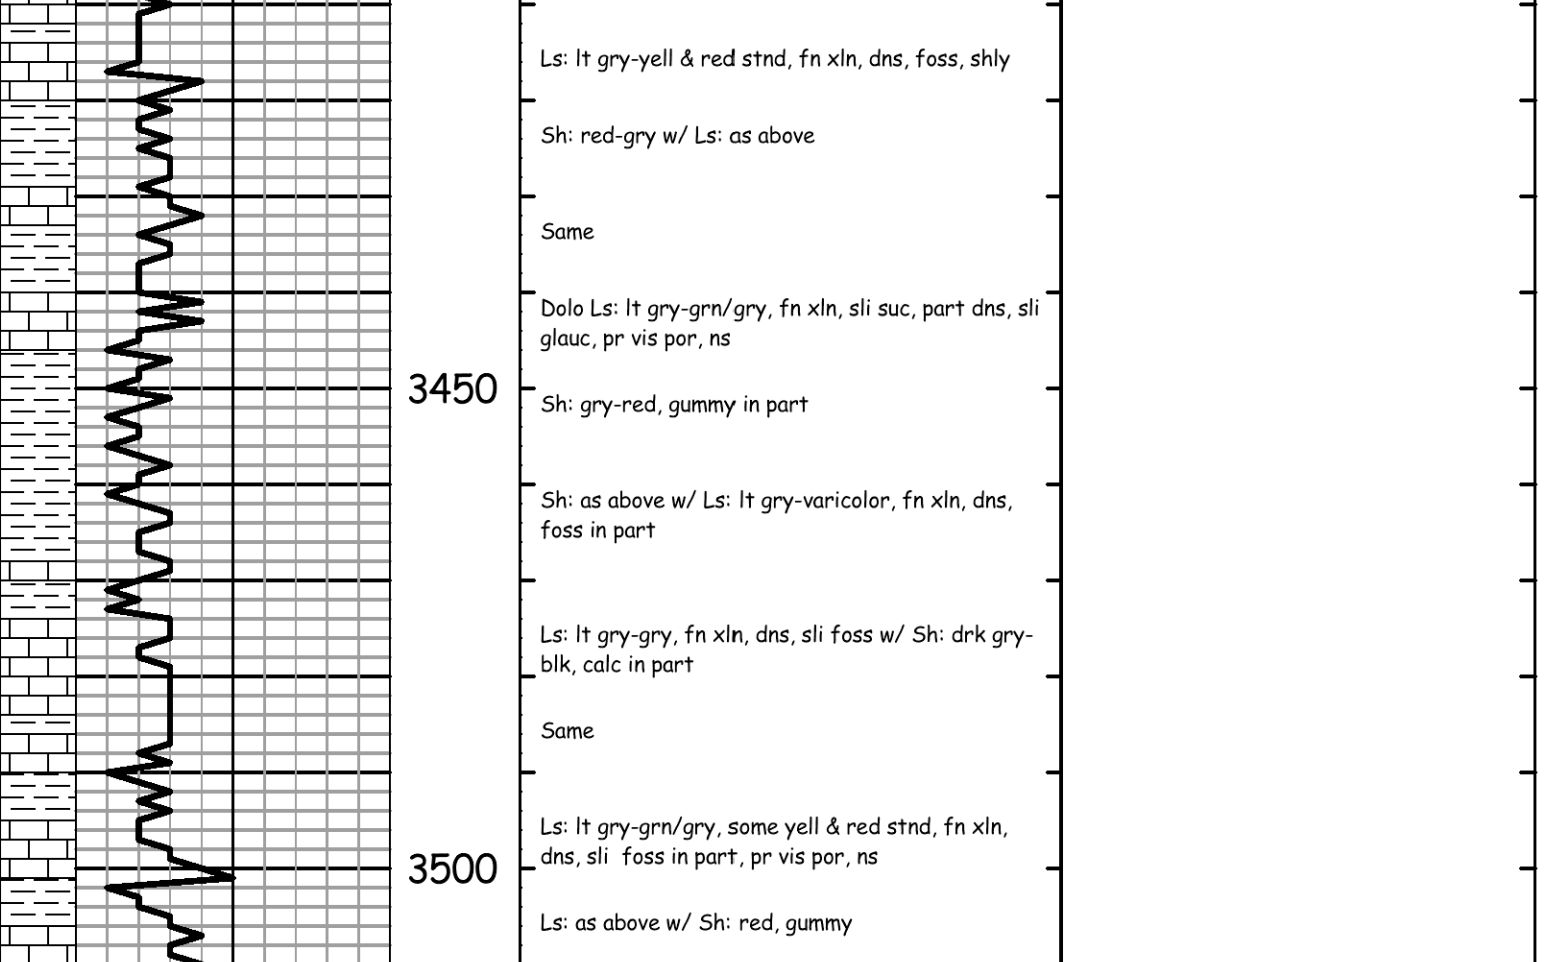 Ls: lt gry-yell & red stnd, fn xln, dns, foss, shly
Sh: red-gry w/ Ls: as above
Same
Dolo Ls: lt gry-grn/gry, fn xln, sli suc, part dns, sli
glauc, pr vis por, ns
3450
Sh: gry-red, gummy in part
Sh: as above w/ Ls: lt gry-varicolor, fn xln, dns,
foss in part
Ls: lt gry-gry, fn xln, dns, sli foss w/ Sh: drk gry-
blk, calc in part
Same
Ls: lt gry-grn/gry, some yell & red stnd, fn xln,
dns, sli  foss in part, pr vis por, ns
3500
Ls: as above w/ Sh: red, gummy